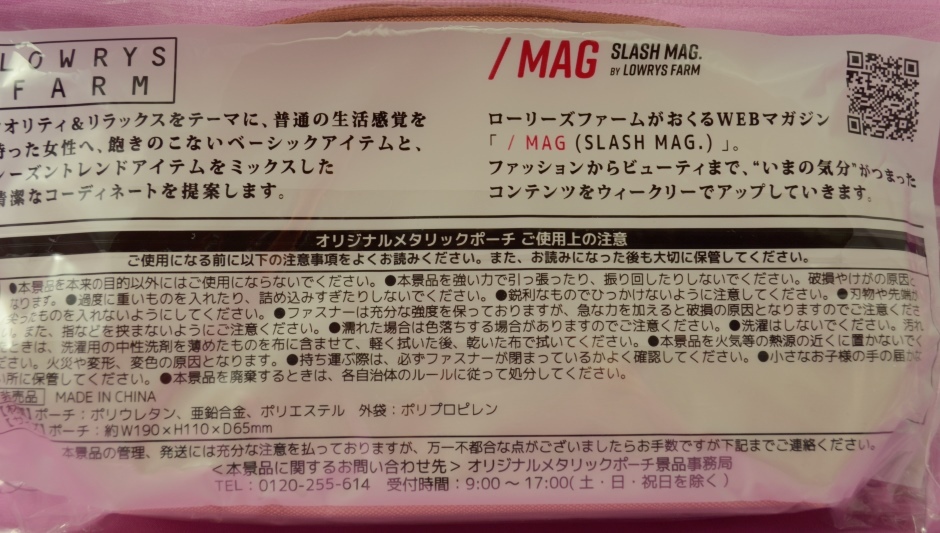 LOWRYS
FARM
オリティ&リラックスをテーマに、普通の生活感覚を
持った女性へ、飽きのこないベーシックアイテムと、
シーズントレンドアイテムをミックスした
清潔なコーディネートを提案します。
/MAG SLASH MAG.
BY LOWRYS FARM
ローリーズファームがおくるWEBマガジン
「 / MAG (SLASH MAG.) 」。
ファッションからビューティまで、“いまの気分”がつまった
コンテンツをウィークリーでアップしていきます。
オリジナルメタリックポーチ ご使用上の注意
ご使用になる前に以下の注意事項をよくお読みください。また、お読みになった後も大切に保管してください。
●本景品を本来の目的以外にはご使用にならないでください。●本景品を強い力で引っ張ったり、振り回したりしないでください。破損やけがの原因と
なります。●過度に重いものを入れたり、詰め込みすぎたりしないでください。●鋭利なものでひっかけないように注意してください。●刃物や先端が
尖ったものを入れないようにしてください。●ファスナーは充分な強度を保っておりますが、急な力を加えると破損の原因となりますのでご注意くださ
い。また、指などを挟まないようにご注意ください。●濡れた場合は色落ちする場合がありますのでご注意ください。●洗濯はしないでください。汚れ
たときは、洗濯用の中性洗剤を薄めたものを布に含ませて、軽く拭いた後、乾いた布で拭いてください。●本景品を火気等の熱源の近くに置かないでく
ださい。火災や変形、変色の原因となります。●持ち運ぶ際は、必ずファスナーが閉まっているかよく確認してください。●小さなお子様の手の届かな
い所に保管してください。●本景品を廃棄するときは、各自治体のルールに従って処分してください。
売品 MADE IN CHINA
ポーチ：ポリウレタン、亜鉛合金、ポリエステル 外袋：ポリプロピレン
ポーチ：約W190×H110×D65mm
本景品の管理、発送には充分な注意を払っておりますが、万一不都合な点がございましたらお手数ですが下記までご連絡ください。
＜本景品に関するお問い合わせ先＞ オリジナルメタリックポーチ景品事務局
TEL：0120-255-614 受付時間：9:00～17:00(土・日・祝日を除く)